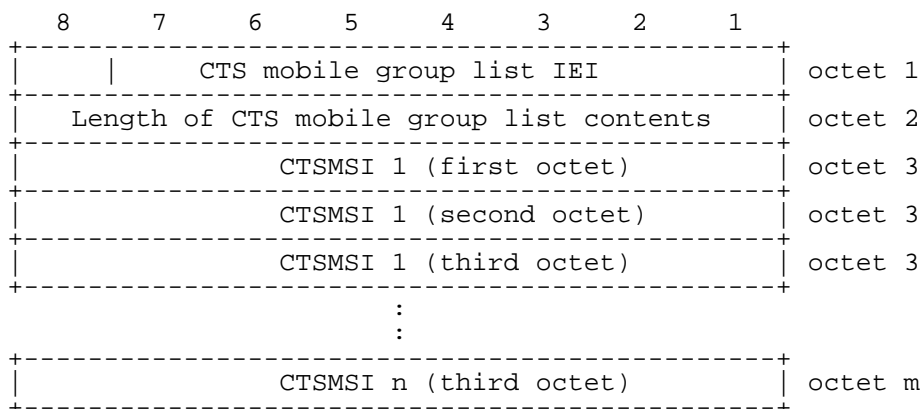 8 7 6 5 4 3 2 1
+-----------------------------------------------+
| | CTS mobile group list IEI | octet 1
+-----------------------------------------------+
| Length of CTS mobile group list contents | octet 2
+-----------------------------------------------+
| CTSMSI 1 (first octet) | octet 3
+-----------------------------------------------+
| CTSMSI 1 (second octet) | octet 3
+-----------------------------------------------+
| CTSMSI 1 (third octet) | octet 3
+-----------------------------------------------+
:
:
+-----------------------------------------------+
| CTSMSI n (third octet) | octet m
+-----------------------------------------------+